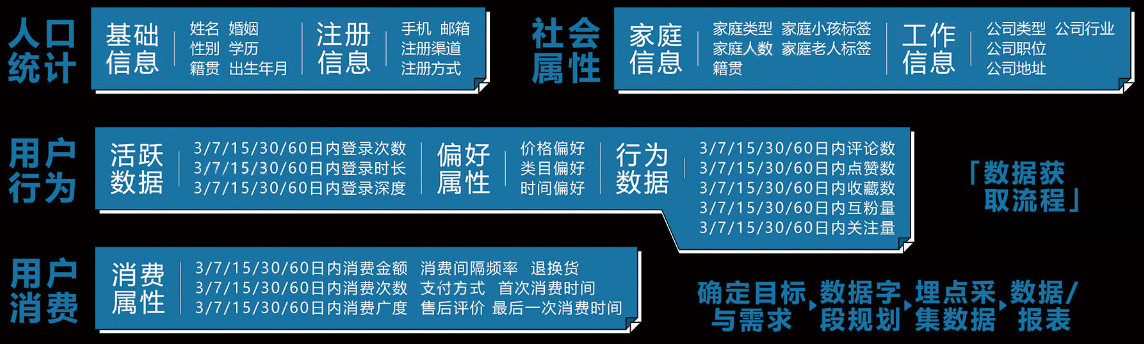 人口
统计
基础
信息
姓名 婚姻
性别 学历
籍贯 出生年月
注册
信息
手机 邮箱
注册渠道
注册方式
社会
属性
家庭
信息
家庭类型 家庭小孩标签
家庭人数 家庭老人标签
籍贯
工作
信息
公司类型 公司行业
公司职位
公司地址
用户
行为
活跃
数据
3/7/15/30/60日内登录次数
3/7/15/30/60日内登录时长
3/7/15/30/60日内登录深度
偏好
属性
价格偏好
类目偏好
时间偏好
行为
数据
3/7/15/30/60日内评论数
3/7/15/30/60日内点赞数
3/7/15/30/60日内收藏数
3/7/15/30/60日内互粉量
3/7/15/30/60日内关注量
「数据获
取流程」
用户
消费
消费
属性
3/7/15/30/60日内消费金额 消费间隔频率 退换货
3/7/15/30/60日内消费次数 支付方式 首次消费时间
3/7/15/30/60日内消费广度 售后评价 最后一次消费时间
确定目标
与需求
数据字
段规划
埋点采
集数据
数据/
报表